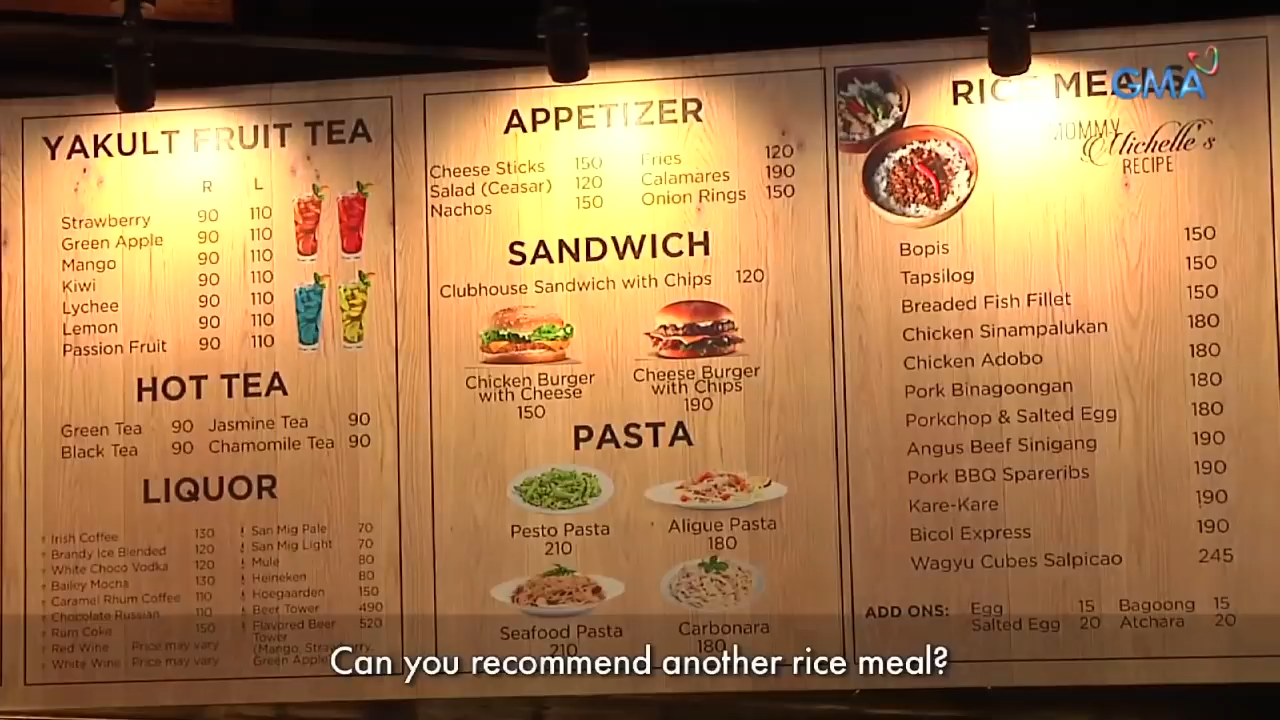 YAKULT FRUIT TEA
R L
Strawberry 90 110
Green Apple 90 110
Mango 90 110
Kiwi 90 110
Lychee 90 110
Lemon 90 110
Passion Fruit 90 110
HOT TEA
Green Tea 90 Jasmine Tea 90
Black Tea 90 Chamomile Tea 90
LIQUOR
Irish Coffee 130
Brandy Ice Blended 120
White Choco Vodka 120
Bailey Mocha 130
Caramel Rhum Coffee 110
Chocolate Russian 110
Rum Coke 150
Red Wine Price may vary
White Wine Price may vary
San Mig Pale 70
San Mig Light 70
Mule 80
Heineken 80
Hoegaarden 150
Beer Tower 490
Flavored Beer 520
Tower
(Mango, Strawberry,
Green Apple
APPETIZER
Cheese Sticks 150 Fries 120
Salad (Ceasar) 120 Calamares 190
Nachos 150 Onion Rings 150
SANDWICH
Clubhouse Sandwich with Chips 120
Chicken Burger
with Cheese
150
Cheese Burger
with Chips
190
PASTA
Pesto Pasta
210
Aligue Pasta
180
Seafood Pasta
210
Carbonara
180
RICE MEALS
GMA
MOMMY
Michelle's
RECIPE
Bopis 150
Tapsilog 150
Breaded Fish Fillet 150
Chicken Sinampalukan 180
Chicken Adobo 180
Pork Binagoongan 180
Porkchop & Salted Egg 180
Angus Beef Sinigang 190
Pork BBQ Spareribs 190
Kare-Kare 190
Bicol Express 190
Wagyu Cubes Salpicao 245
ADD ONS: Egg 15 Bagoong 15
Salted Egg 20 Atchara 20
Can you recommend another rice meal?